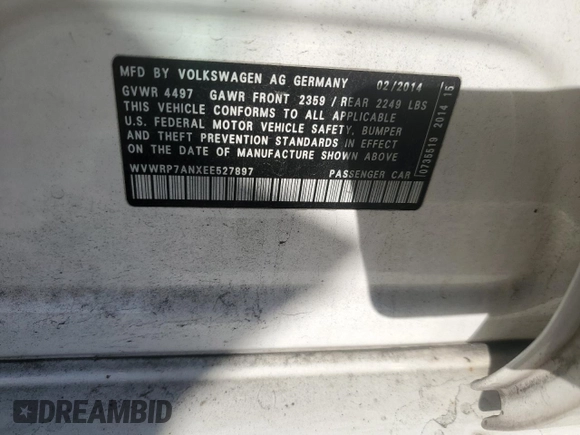 MFD BY VOLKSWAGEN AG GERMANY 02/2014
GVWR 4497 GAWR FRONT 2359 / REAR 2249 LBS
THIS VEHICLE CONFORMS TO ALL APPLICABLE
U.S. FEDERAL MOTOR VEHICLE SAFETY, BUMPER
AND THEFT PREVENTION STANDARDS IN EFFECT
ON THE DATE OF MANUFACTURE SHOWN ABOVE
WVWRP7ANXEE527897 PASSENGER CAR
0735519 2014 15
DREAMBID